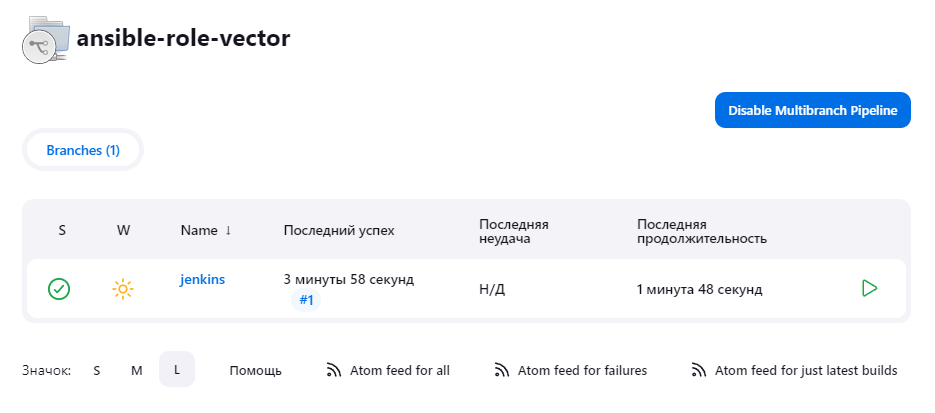 ansible-role-vector
Disable Multibranch Pipeline
Branches (1)
S W Name ↓ Последний успех Последняя неудача Последняя продолжительность
jenkins 3 минуты 58 секунд #1 Н/Д 1 минута 48 секунд
Значок: S M L Помощь Atom feed for all Atom feed for failures Atom feed for just latest builds